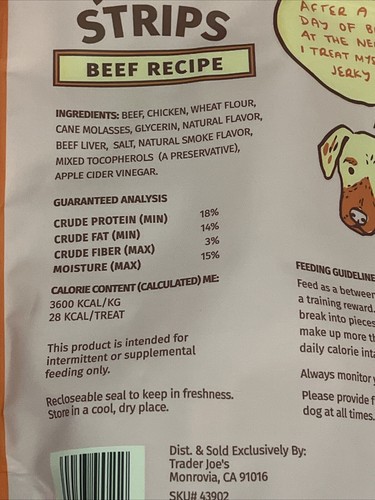 STRIPS
BEEF RECIPE
AFTER A
DAY OF B
AT THE NE
I TREAT MYS
JERKY
INGREDIENTS: BEEF, CHICKEN, WHEAT FLOUR,
CANE MOLASSES, GLYCERIN, NATURAL FLAVOR,
BEEF LIVER, SALT, NATURAL SMOKE FLAVOR,
MIXED TOCOPHEROLS (A PRESERVATIVE),
APPLE CIDER VINEGAR.
GUARANTEED ANALYSIS
CRUDE PROTEIN (MIN) 18%
CRUDE FAT (MIN) 14%
CRUDE FIBER (MAX) 3%
MOISTURE (MAX) 15%
CALORIE CONTENT (CALCULATED) ME:
3600 KCAL/KG
28 KCAL/TREAT
This product is intended for
intermittent or supplemental
feeding only.
Recloseable seal to keep in freshness.
Store in a cool, dry place.
FEEDING GUIDELINE
Feed as a between
a training reward.
break into pieces
make up more th
daily calorie inta
Always monitor y
Please provide f
dog at all times.
Dist. & Sold Exclusively By:
Trader Joe's
Monrovia, CA 91016
SKU# 43902